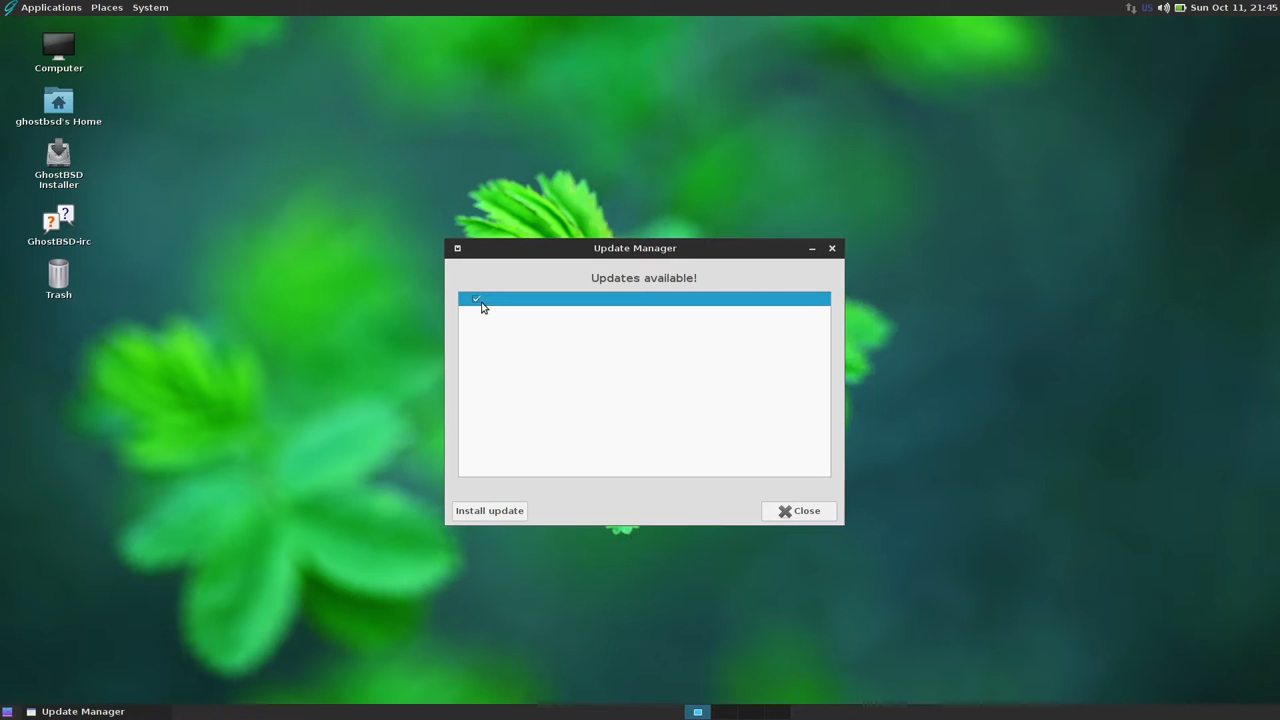 Applications Places System
US Sun Oct 11, 21:45
Computer
ghostbsd's Home
GhostBSD
Installer
GhostBSD-irc
Trash
Update Manager
Updates available!
Install update
Close
Update Manager